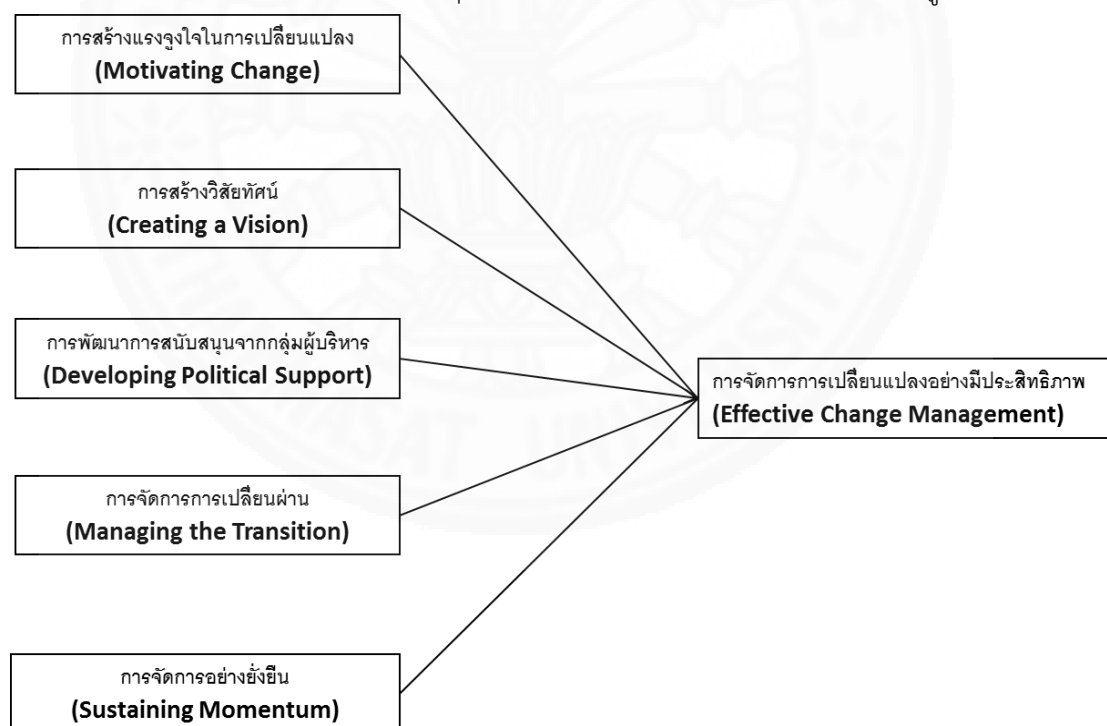 การสร้างแรงจูงใจในการเปลี่ยนแปลง
(Motivating Change)
การสร้างวิสัยทัศน์
(Creating a Vision)
การพัฒนาการสนับสนุนจากกลุ่มผู้บริหาร
(Developing Political Support)
การจัดการการเปลี่ยนแปลงอย่างมีประสิทธิภาพ
(Effective Change Management)
การจัดการการเปลี่ยนผ่าน
(Managing the Transition)
การจัดการอย่างยั่งยืน
(Sustaining Momentum)